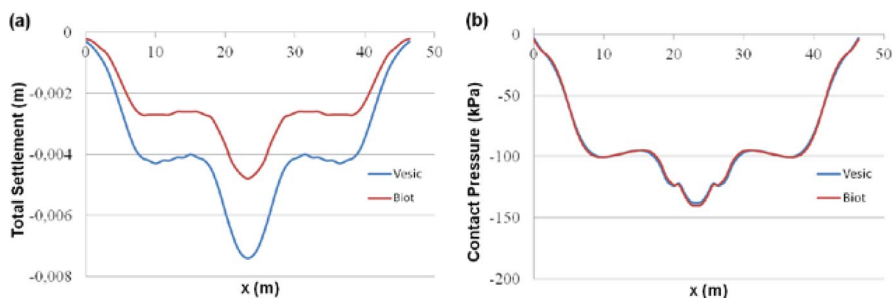 (a)
0
0
10
20
30
40
50
-0,002
-0,004
-0,006
-0,008
Total Settlement (m)
x (m)
Vesic
Biot
(b)
0
0
10
20
30
40
50
-50
-100
-150
-200
Contact Pressure (kPa)
x (m)
Vesic
Biot